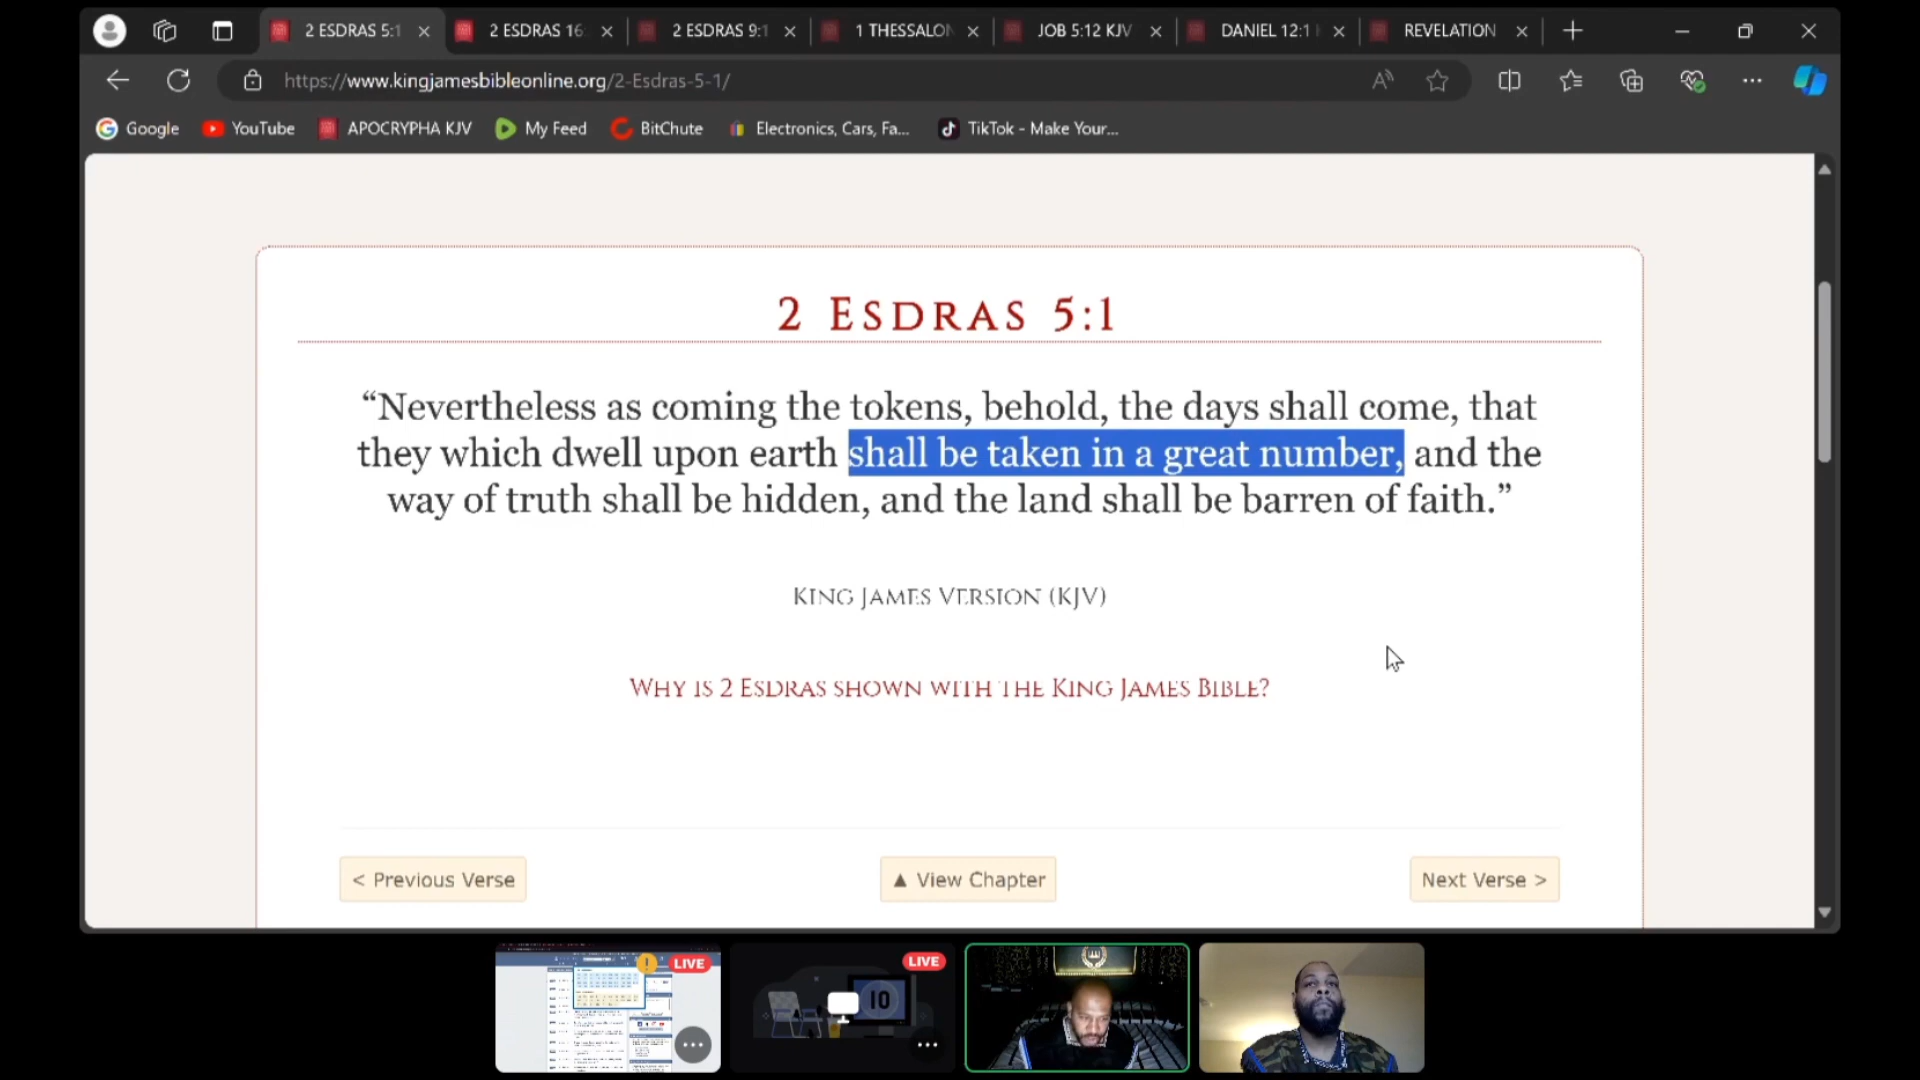 2 ESDRAS 5:1
2 ESDRAS 16:
2 ESDRAS 9:1
1 THESSALON
JOB 5:12 KJV
DANIEL 12:1
REVELATION
https://www.kingjamesbibleonline.org/2-Esdras-5-1/
Google
YouTube
APOCRYPHA KJV
My Feed
BitChute
Electronics, Cars, Fa...
TikTok - Make Your...
2 ESDRAS 5:1
“Nevertheless as coming the tokens, behold, the days shall come, that
they which dwell upon earth shall be taken in a great number, and the
way of truth shall be hidden, and the land shall be barren of faith.”
KING JAMES VERSION (KJV)
WHY IS 2 ESDRAS SHOWN WITH THE KING JAMES BIBLE?
< Previous Verse
▲ View Chapter
Next Verse >
LIVE
LIVE
10